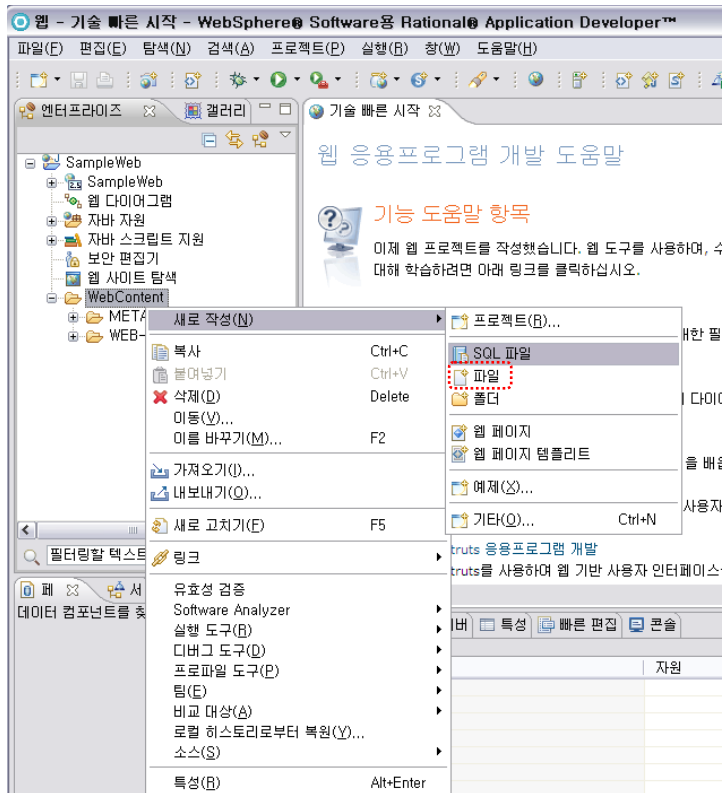 웹 - 기술 빠른 시작 - WebSphere® Software용 Rational® Application Developer™
파일(F) 편집(E) 탐색(N) 검색(A) 프로젝트(P) 실행(R) 창(W) 도움말(H)
엔터프라이즈 갤러리 기술 빠른 시작
웹 응용프로그램 개발 도움말
SampleWeb
SampleWeb
웹 다이어그램
자바 자원
자바 스크립트 지원
보안 편집기
웹 사이트 탐색
WebContent
META
WEB-
기능 도움말 항목
이제 웹 프로젝트를 작성했습니다. 웹 도구를 사용하여, 수
대해 학습하려면 아래 링크를 클릭하십시오.
새로 작성(N)
복사 Ctrl+C
붙여넣기 Ctrl+V
삭제(D) Delete
이동(V)...
이름 바꾸기(M)... F2
가져오기(I)...
내보내기(O)...
새로 고치기(F) F5
링크
유효성 검증
Software Analyzer
실행 도구(R)
디버그 도구(D)
프로파일 도구(P)
팀(E)
비교 대상(A)
로컬 히스토리로부터 복원(Y)...
소스(S)
특성(R) Alt+Enter
프로젝트(R)...
SQL 파일
파일
폴더
웹 페이지
웹 페이지 템플리트
예제(X)...
기타(O)... Ctrl+N
한 필
다이어
을 배움
사용자
truts 응용프로그램 개발
truts를 사용하여 웹 기반 사용자 인터페이스
필터링할 텍스트
페 서
데이터 컴포넌트를 찾
버 특성 빠른 편집 콘솔
자원